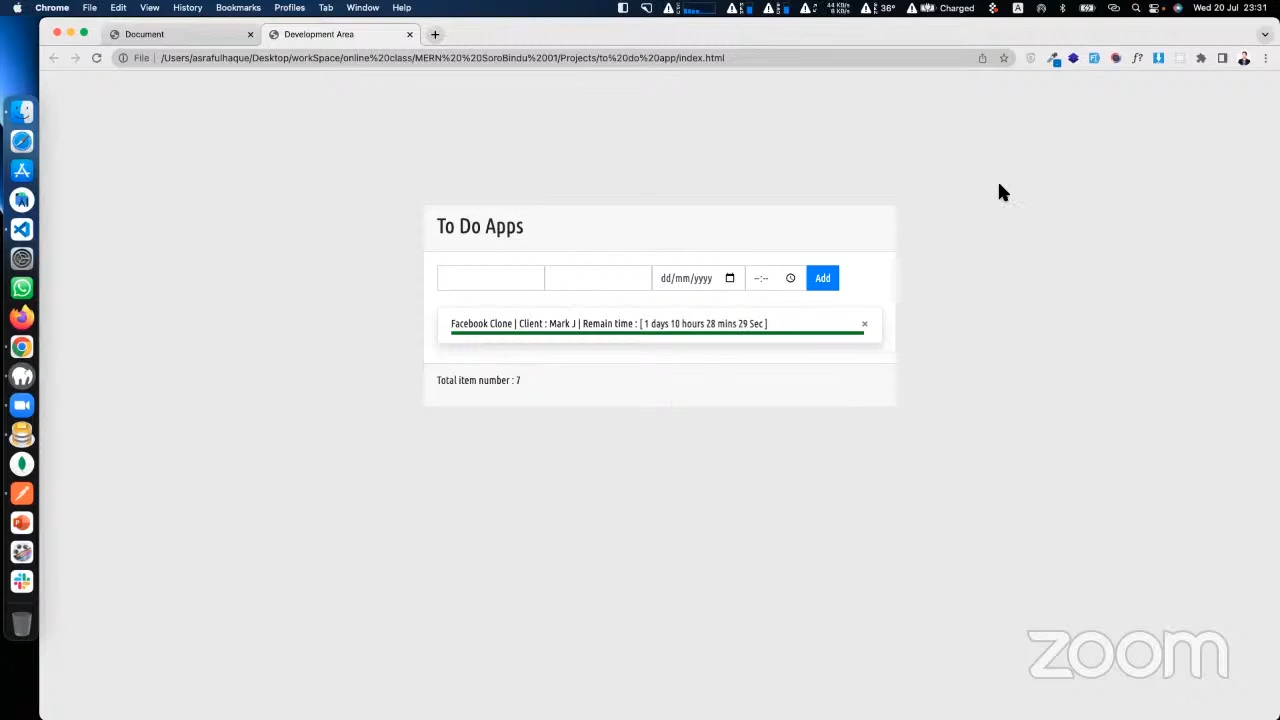 Chrome File Edit View History Bookmarks Profiles Tab Window Help 36° Charged A Wed 20 Jul 23:31
Document Development Area
File | /Users/asrafulhaque/Desktop/workSpace/online%20class/MERN%20%20SoroBindu%2001/Projects/to%20do%20app/index.html f?
To Do Apps
dd/mm/yyyy --:-- Add
Facebook Clone | Client : Mark J | Remain time : [ 1 days 10 hours 28 mins 29 Sec ] ×
Total item number : 7
zoom